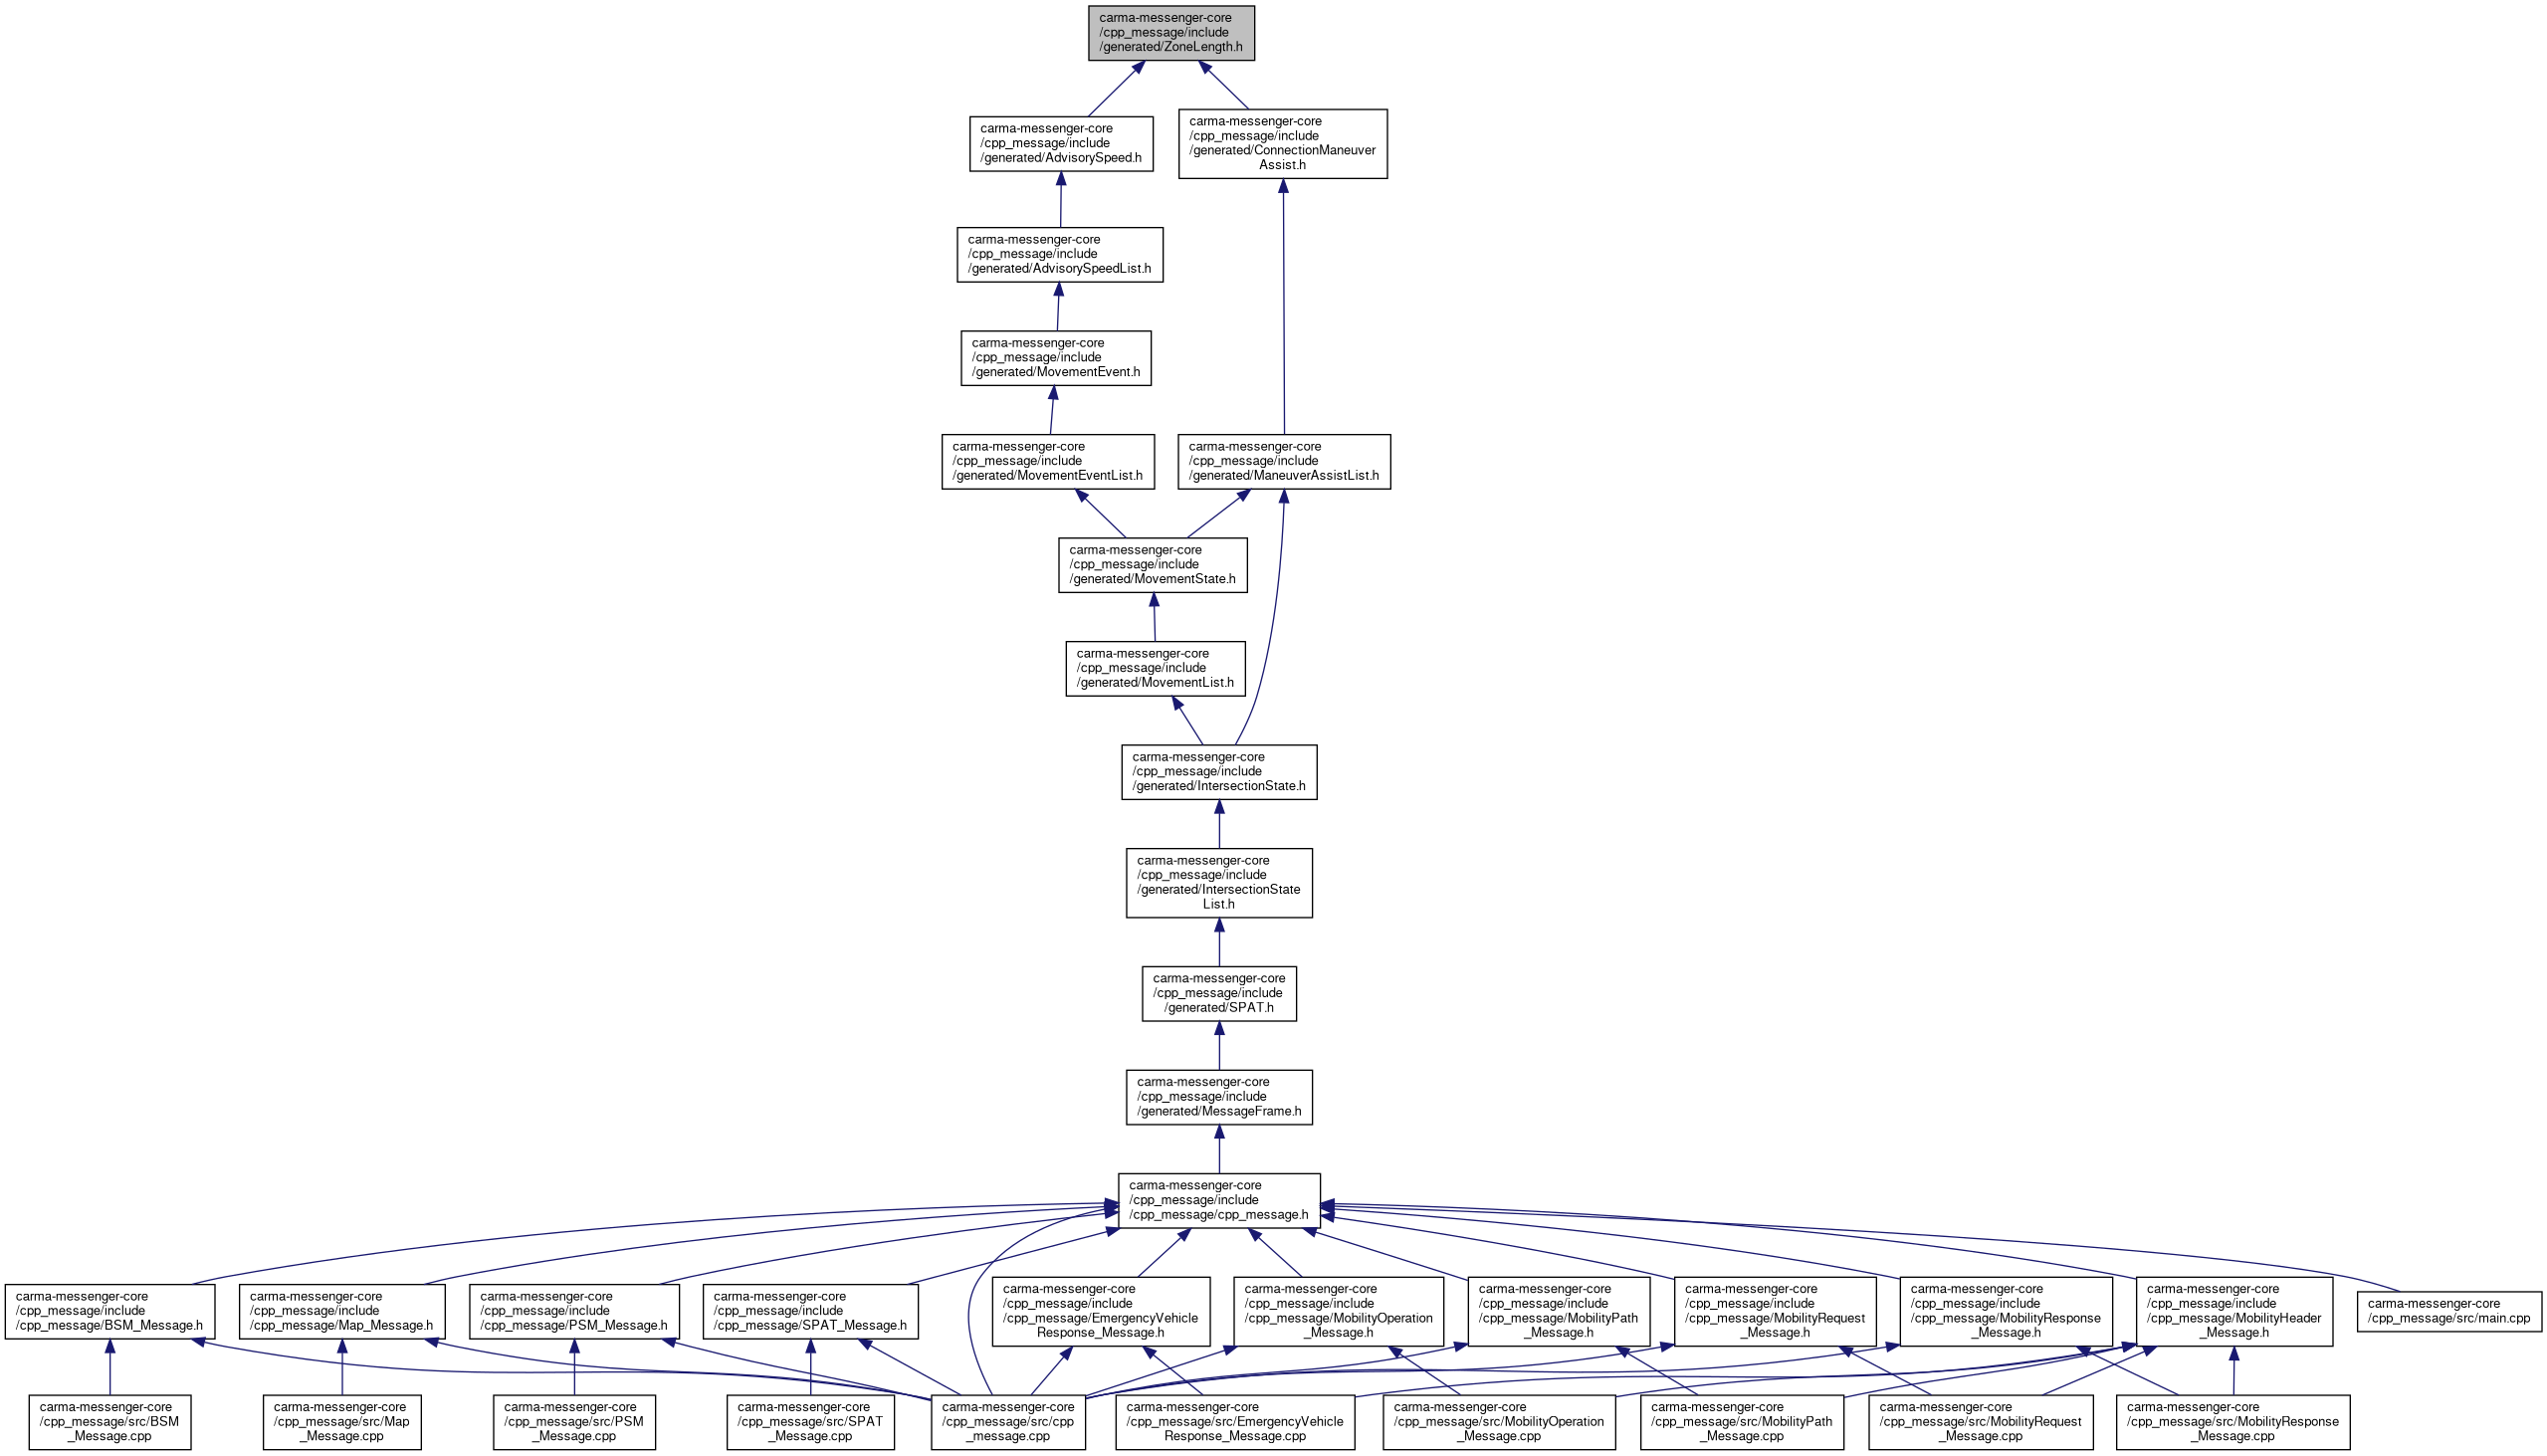 carma-messenger-core
/cpp_message/include
/generated/ZoneLength.h
carma-messenger-core
/cpp_message/include
/generated/AdvisorySpeed.h
carma-messenger-core
/cpp_message/include
/generated/ConnectionManeuver
Assist.h
carma-messenger-core
/cpp_message/include
/generated/AdvisorySpeedList.h
carma-messenger-core
/cpp_message/include
/generated/MovementEvent.h
carma-messenger-core
/cpp_message/include
/generated/MovementEventList.h
carma-messenger-core
/cpp_message/include
/generated/ManeuverAssistList.h
carma-messenger-core
/cpp_message/include
/generated/MovementState.h
carma-messenger-core
/cpp_message/include
/generated/MovementList.h
carma-messenger-core
/cpp_message/include
/generated/IntersectionState.h
carma-messenger-core
/cpp_message/include
/generated/IntersectionState
List.h
carma-messenger-core
/cpp_message/include
/generated/SPAT.h
carma-messenger-core
/cpp_message/include
/generated/MessageFrame.h
carma-messenger-core
/cpp_message/include
/cpp_message/cpp_message.h
carma-messenger-core
/cpp_message/include
/cpp_message/BSM_Message.h
carma-messenger-core
/cpp_message/include
/cpp_message/Map_Message.h
carma-messenger-core
/cpp_message/include
/cpp_message/PSM_Message.h
carma-messenger-core
/cpp_message/include
/cpp_message/SPAT_Message.h
carma-messenger-core
/cpp_message/include
/cpp_message/EmergencyVehicle
Response_Message.h
carma-messenger-core
/cpp_message/include
/cpp_message/MobilityOperation
_Message.h
carma-messenger-core
/cpp_message/include
/cpp_message/MobilityPath
_Message.h
carma-messenger-core
/cpp_message/include
/cpp_message/MobilityRequest
_Message.h
carma-messenger-core
/cpp_message/include
/cpp_message/MobilityResponse
_Message.h
carma-messenger-core
/cpp_message/include
/cpp_message/MobilityHeader
_Message.h
carma-messenger-core
/cpp_message/src/main.cpp
carma-messenger-core
/cpp_message/src/BSM
_Message.cpp
carma-messenger-core
/cpp_message/src/Map
_Message.cpp
carma-messenger-core
/cpp_message/src/PSM
_Message.cpp
carma-messenger-core
/cpp_message/src/SPAT
_Message.cpp
carma-messenger-core
/cpp_message/src/cpp
_message.cpp
carma-messenger-core
/cpp_message/src/EmergencyVehicle
Response_Message.cpp
carma-messenger-core
/cpp_message/src/MobilityOperation
_Message.cpp
carma-messenger-core
/cpp_message/src/MobilityPath
_Message.cpp
carma-messenger-core
/cpp_message/src/MobilityRequest
_Message.cpp
carma-messenger-core
/cpp_message/src/MobilityResponse
_Message.cpp